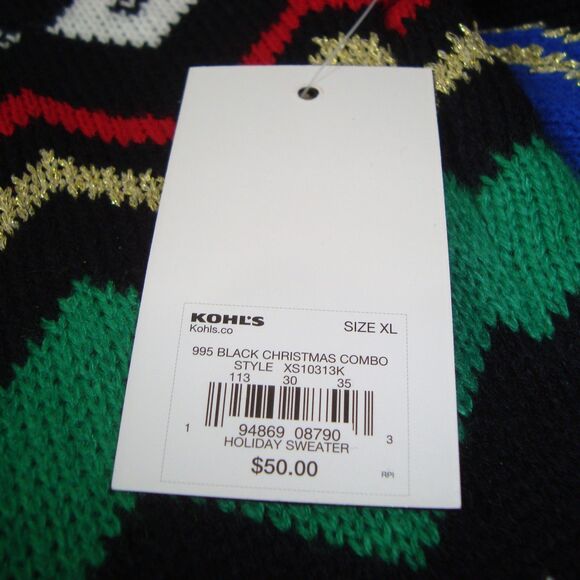 KOHL'S SIZE XL
Kohls.co
995 BLACK CHRISTMAS COMBO
STYLE XS10313K
113 30 35
1 94869 08790 3
HOLIDAY SWEATER
$50.00
RPI